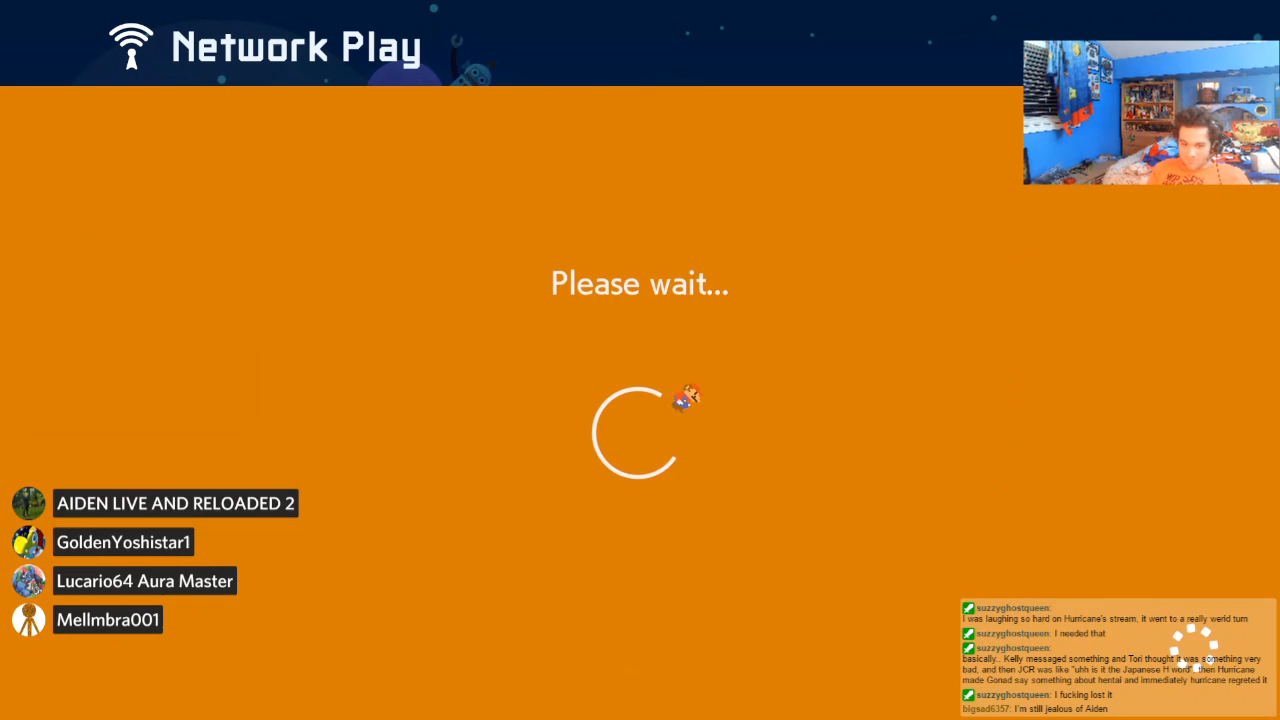 Network Play
Please wait...
AIDEN LIVE AND RELOADED 2
GoldenYoshistar1
Lucario64 Aura Master
Mellmbra001
suzzyghostqueen:
I was laughing so hard on Hurricane's stream, it went to a really werid turn
suzzyghostqueen: I needed that
suzzyghostqueen:
basically.. Kelly messaged something and Tori thought it was something very
bad, and then JCR was like "uhh is it the Japanese H word", then Hurricane
made Gonad say something about hentai and immediately hurricane regretted it
suzzyghostqueen: I fucking lost it
bigsad6357: I'm still jealous of Aiden